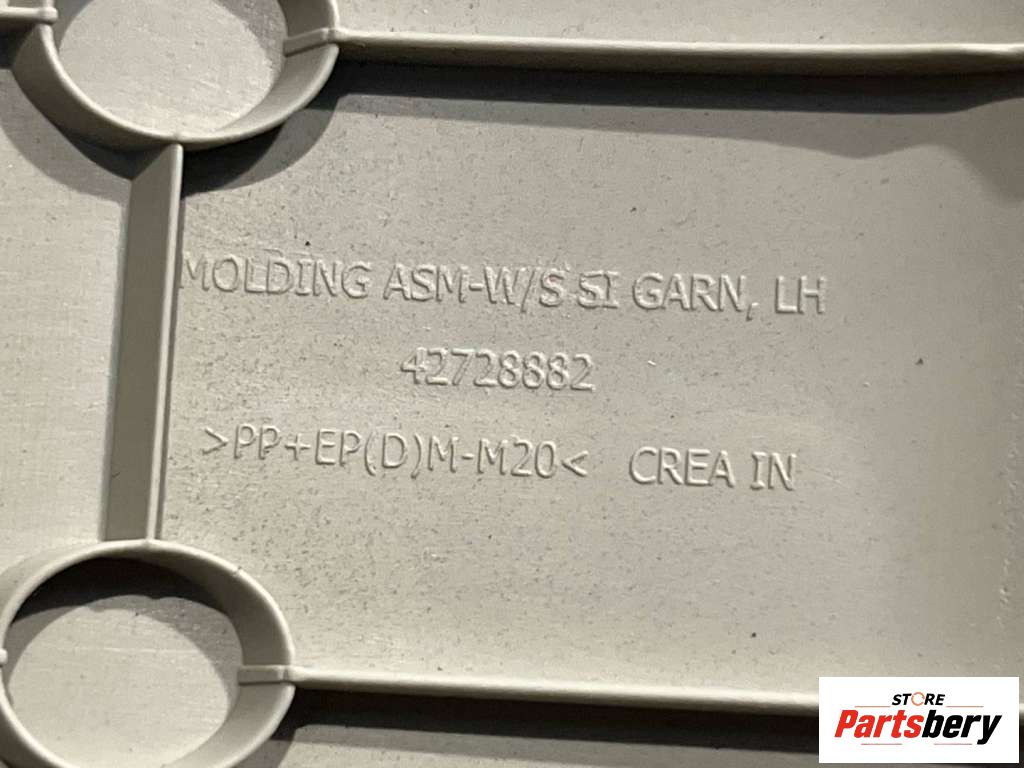 MOLDING ASM-W/S SI GARN, LH
42728882
>PP+EP(D)M-M20< CREA IN
STORE
Partsbery